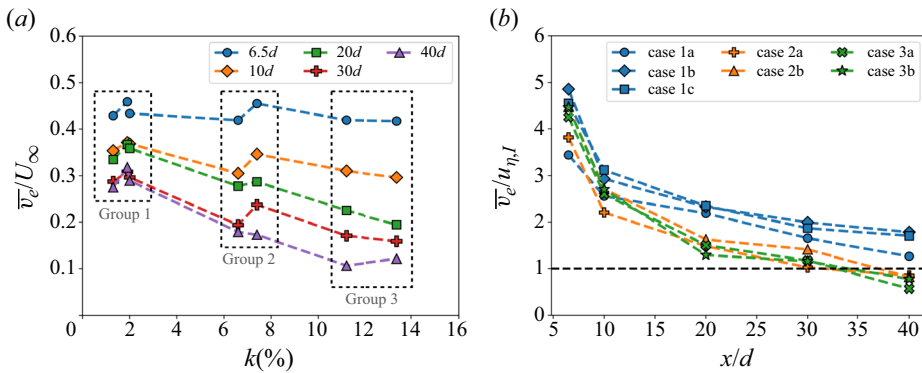 (a)
0.6
0.5
0.4
0.3
0.2
0.1
0
2
4
6
8
10
12
14
16
v̅e/U∞
k(%)
6.5d
10d
20d
30d
40d
Group 1
Group 2
Group 3
(b)
6
5
4
3
2
1
0
5
10
15
20
25
30
35
40
v̅e/uη,I
x/d
case 1a
case 1b
case 1c
case 2a
case 2b
case 3a
case 3b